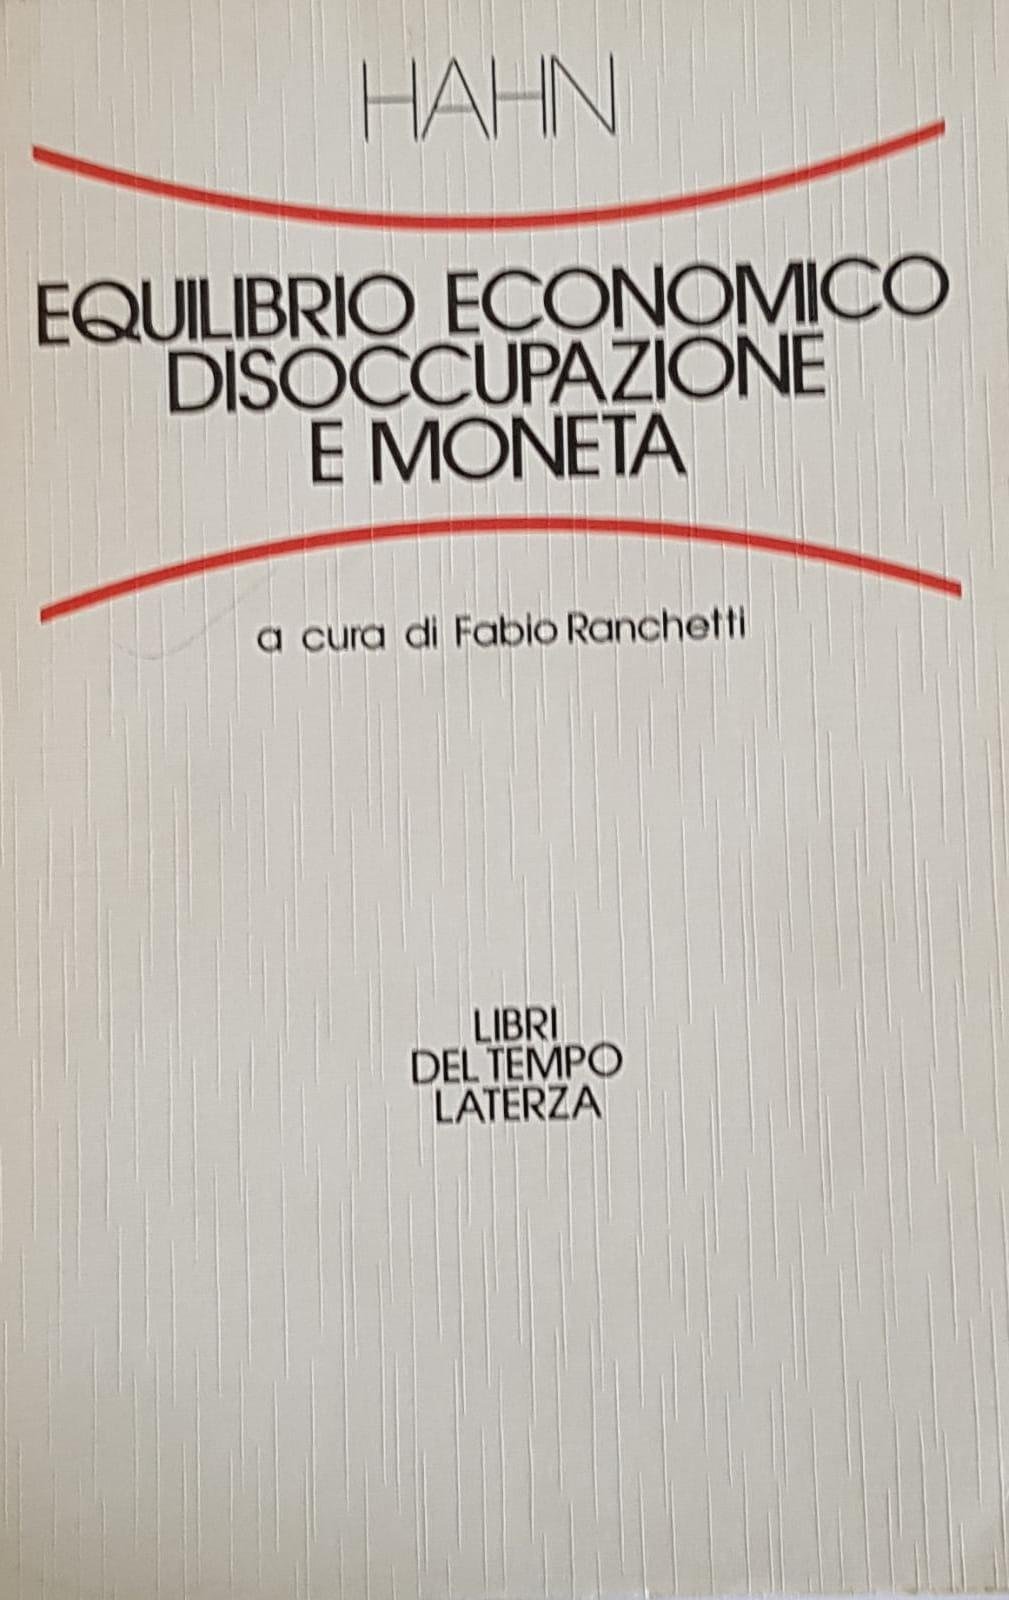 HAHN
EQUILIBRIO ECONOMICO
DISOCCUPAZIONE
E MONETA
a cura di Fabio Ranchetti
LIBRI
DEL TEMPO
LATERZA